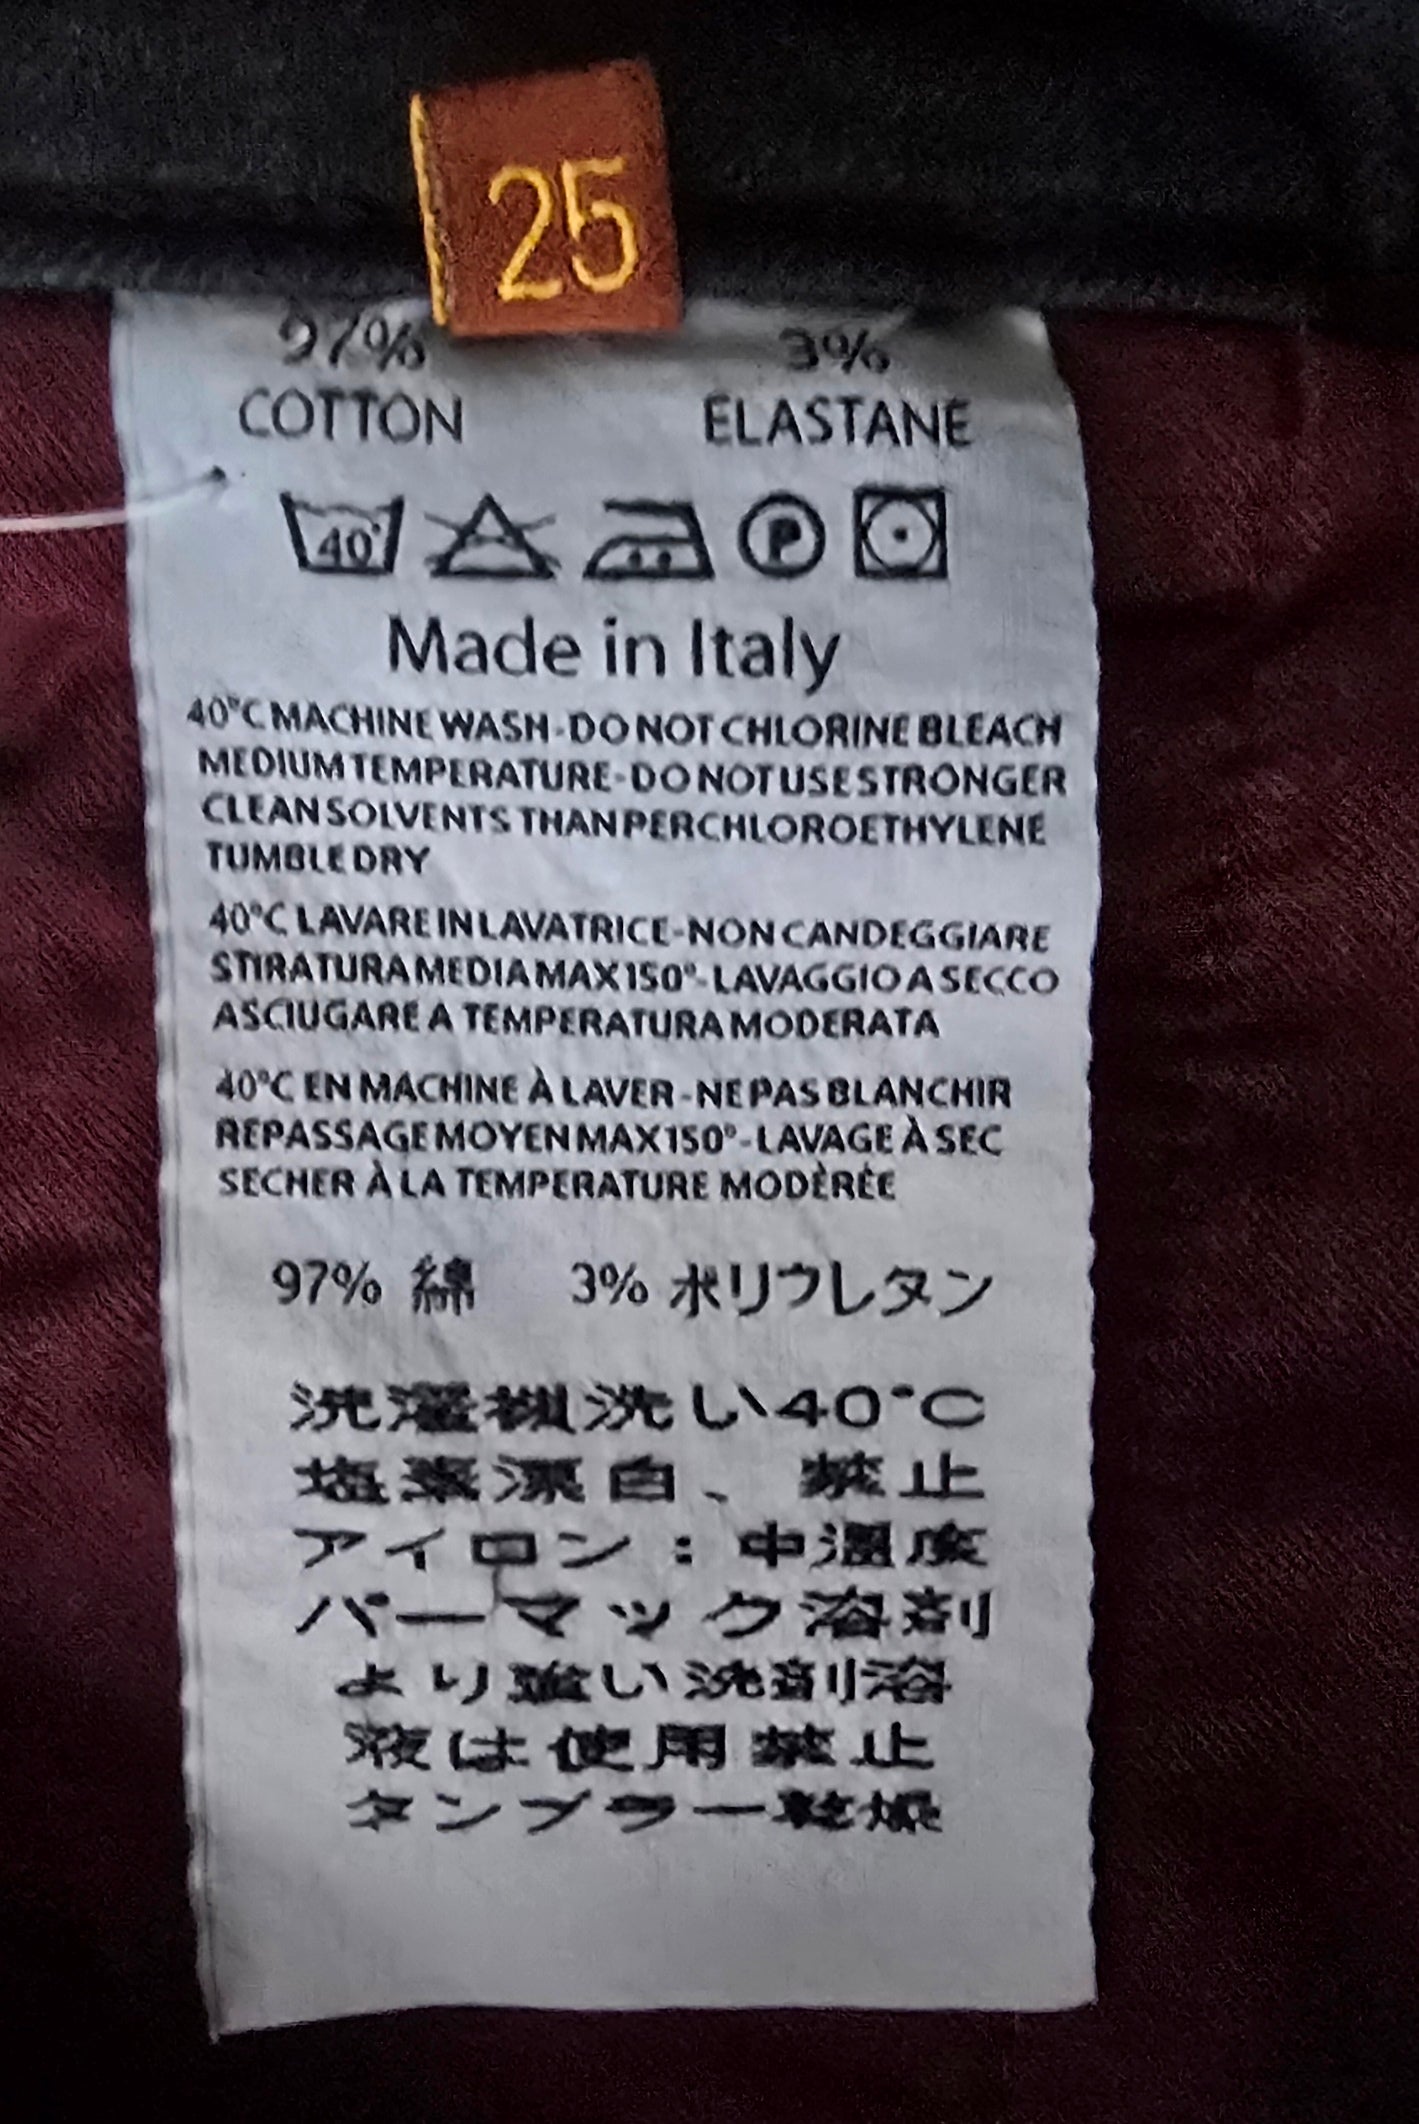 25
97% 3%
COTTON ELASTANE
40° P
Made in Italy
40°C MACHINE WASH-DO NOT CHLORINE BLEACH
MEDIUM TEMPERATURE-DO NOT USE STRONGER
CLEAN SOLVENTS THAN PERCHLOROETHYLENE
TUMBLE DRY
40°C LAVARE IN LAVATRICE-NON CANDEGGIARE
STIRATURA MEDIA MAX 150°-LAVAGGIO A SECCO
ASCIUGARE A TEMPERATURA MODERATA
40°C EN MACHINE À LAVER-NE PAS BLANCHIR
REPASSAGE MOYEN MAX 150°-LAVAGE À SEC
SECHER À LA TEMPERATURE MODÈRÉE
97% 綿 3% ポリウレタン
洗濯機洗い40°C
塩素漂白、禁止
アイロン：中温度
パーマック溶剤
より強い洗剤溶
液は使用禁止
タンブラー乾燥